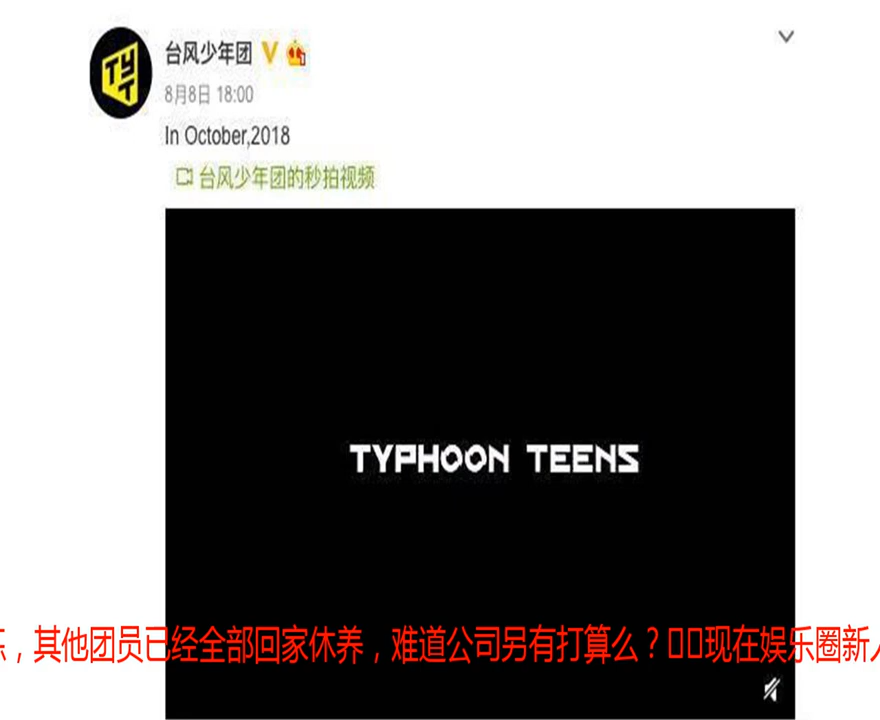 TYT
台风少年团
8月8日 18:00
In October,2018
台风少年团的秒拍视频
TYPHOON TEENS
，其他团员已经全部回家休养，难道公司另有打算么？□□现在娱乐圈新